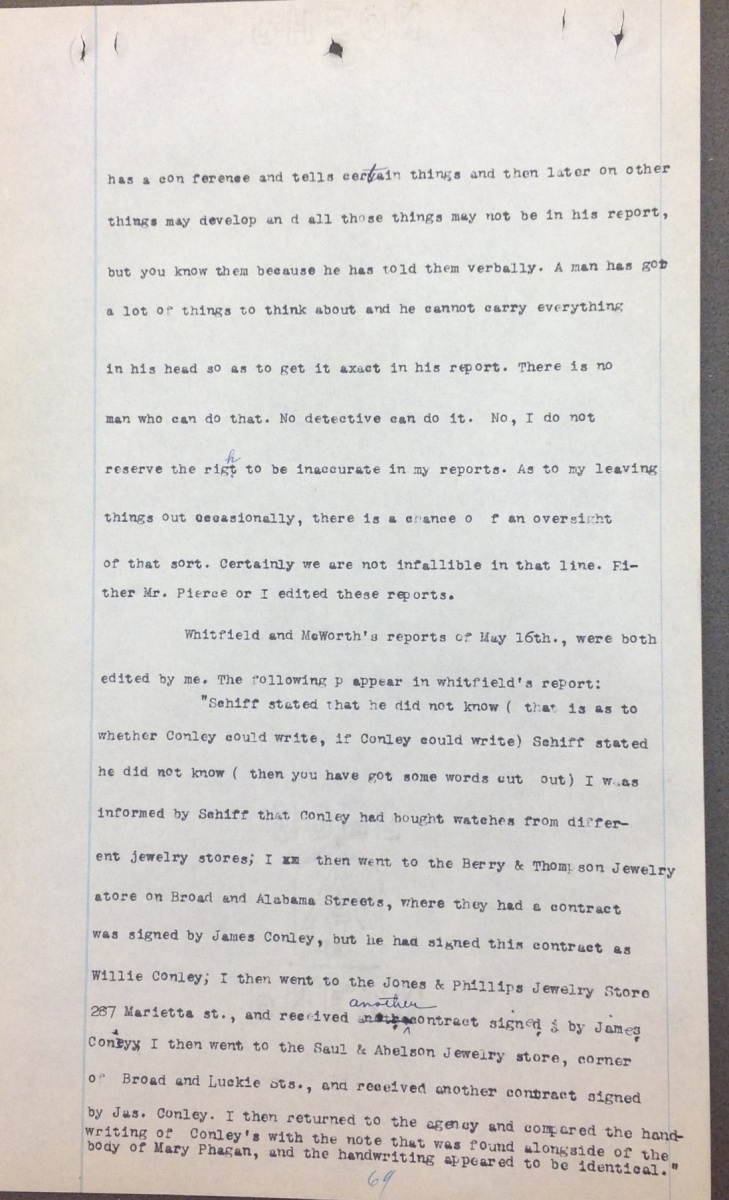 has a con ference and tells certain things and then later on other
things may develop an d all those things may not be in his report,
but you know them because he has told them verbally. A man has got
a lot of things to think about and he cannot carry everything
in his head so as to get it axact in his report. There is no
man who can do that. No detective can do it. No, I do not
reserve the right to be inaccurate in my reports. As to my leaving
things out occasionally, there is a chance o f an oversight
of that sort. Certainly we are not infallible in that line. Ei-
ther Mr. Pierce or I edited these reports.
Whitfield and McWorth's reports of May 16th., were both
edited by me. The following p appear in whitfield's report:
"Schiff stated that he did not know ( that is as to
whether Conley could write, if Conley could write) Schiff stated
he did not know ( then you have got some words cut out) I was
informed by Schiff that Conley had bought watches from differ-
ent jewelry stores; I xm then went to the Berry & Thompson Jewelry
atore on Broad and Alabama Streets, where they had a contract
was signed by James Conley, but he had signed this contract as
Willie Conley; I then went to the Jones & Phillips Jewelry Store
another
287 Marietta st., and received contract signed by James
Conley; I then went to the Saul & Abelson Jewelry store, corner
of Broad and Luckie Sts., and received another contract signed
by Jas. Conley. I then returned to the agency and compared the hand-
writing of Conley's with the note that was found alongside of the
body of Mary Phagan, and the handwriting appeared to be identical."
69